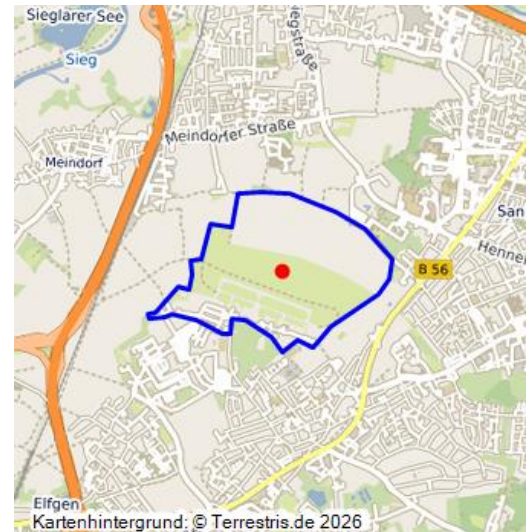 Sieglarer See
Sieg
Meindorfer Straße
Meindorf
San
Henne
B 56
Elfgen
Kartenhintergrund: © Terrestris.de 2026